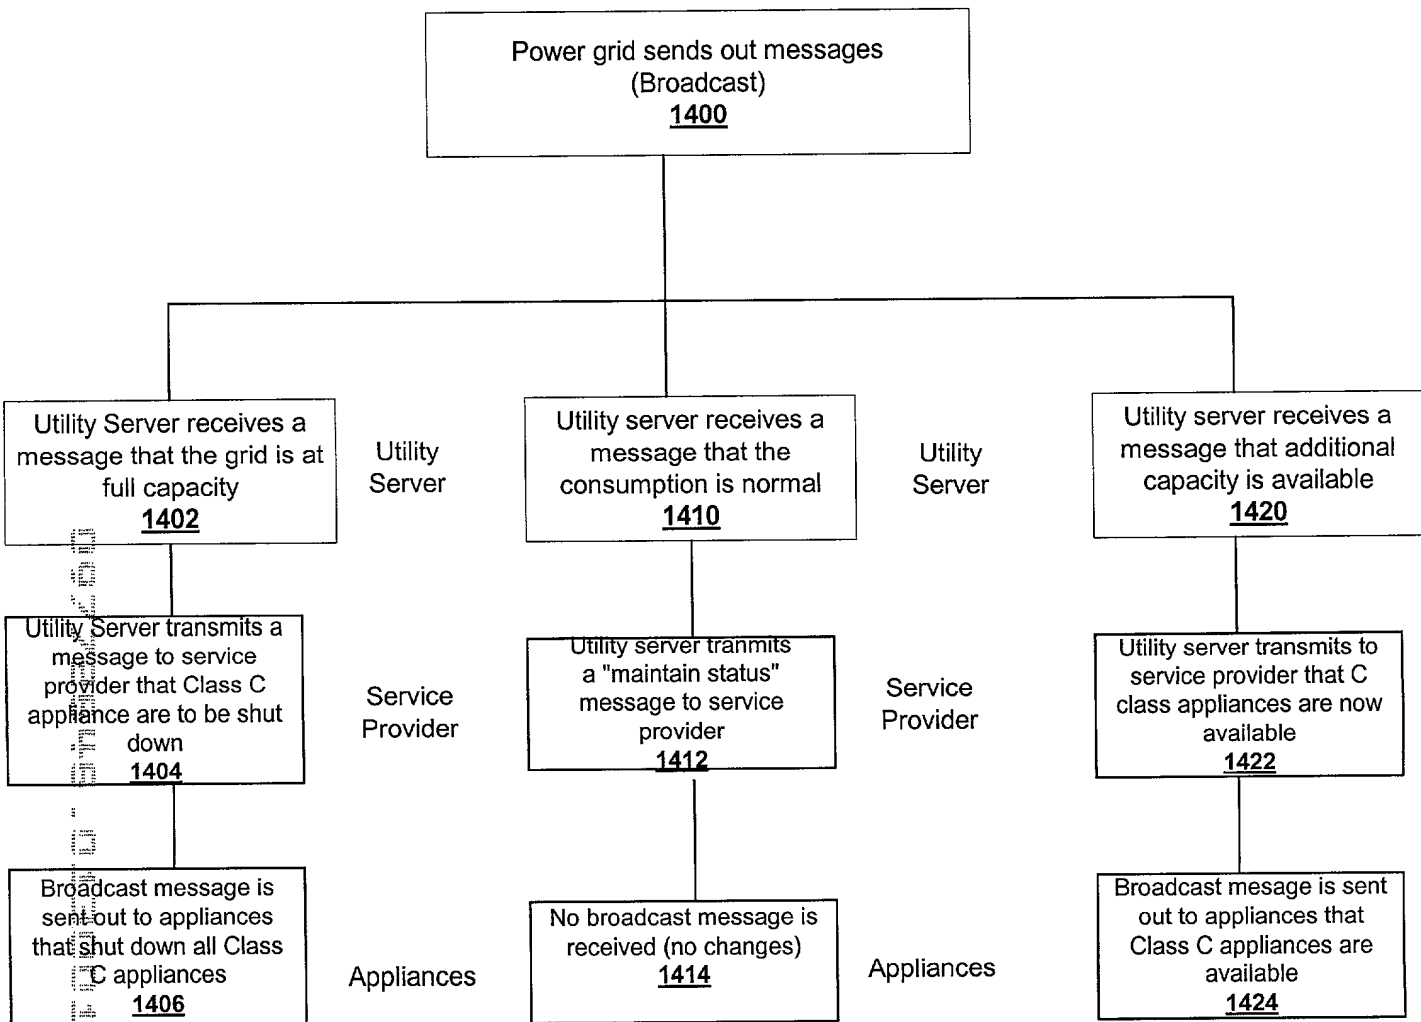 Power grid sends out messages
(Broadcast)
1400
Utility Server receives a
message that the grid is at
full capacity
1402
Utility
Server
Utility server receives a
message that the
consumption is normal
1410
Utility
Server
Utility server receives a
message that additional
capacity is available
1420
Utility Server transmits a
message to service
provider that Class C
appliance are to be shut
down
1404
Service
Provider
Utility server tranmits
a "maintain status"
message to service
provider
1412
Service
Provider
Utility server transmits to
service provider that C
class appliances are now
available
1422
Broadcast message is
sent out to appliances
that shut down all Class
C appliances
1406
Appliances
No broadcast message is
received (no changes)
1414
Appliances
Broadcast mesage is sent
out to appliances that
Class C appliances are
available
1424